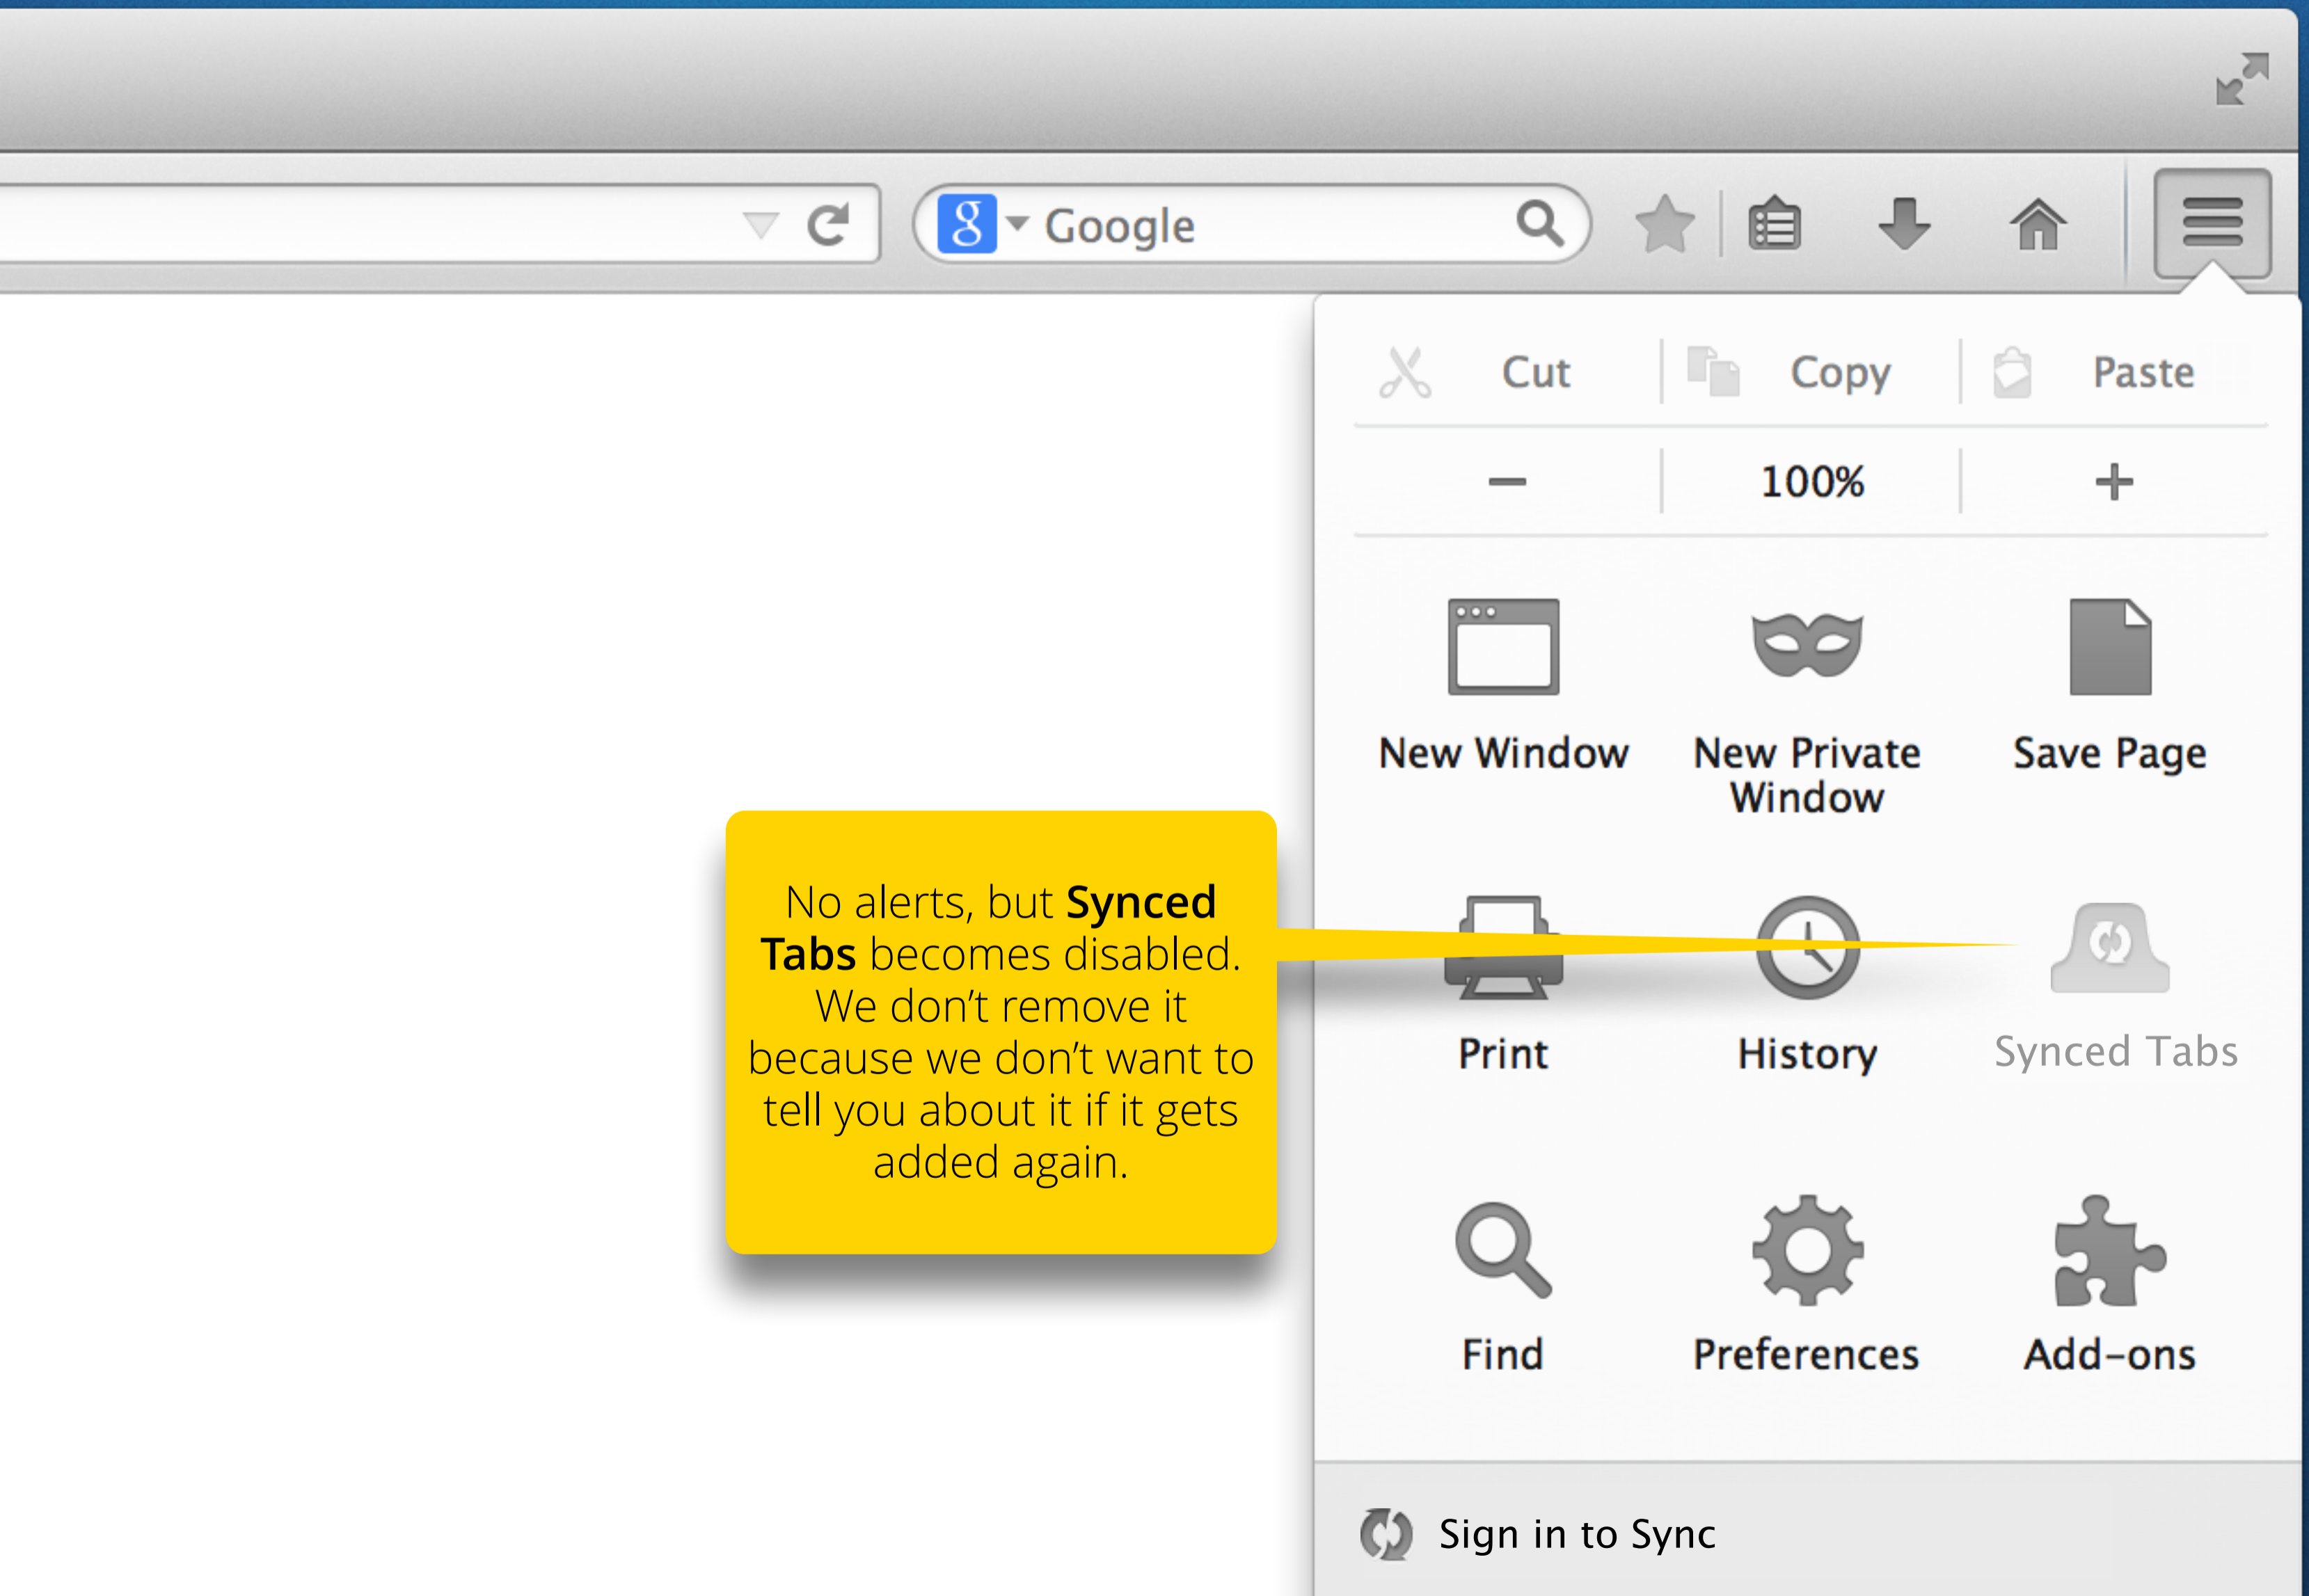 g Google
Cut Copy Paste
100%
New Window
New Private
Window
Save Page
No alerts, but Synced
Tabs becomes disabled.
We don’t remove it
because we don’t want to
tell you about it if it gets
added again.
Print History Synced Tabs
Find Preferences Add-ons
Sign in to Sync